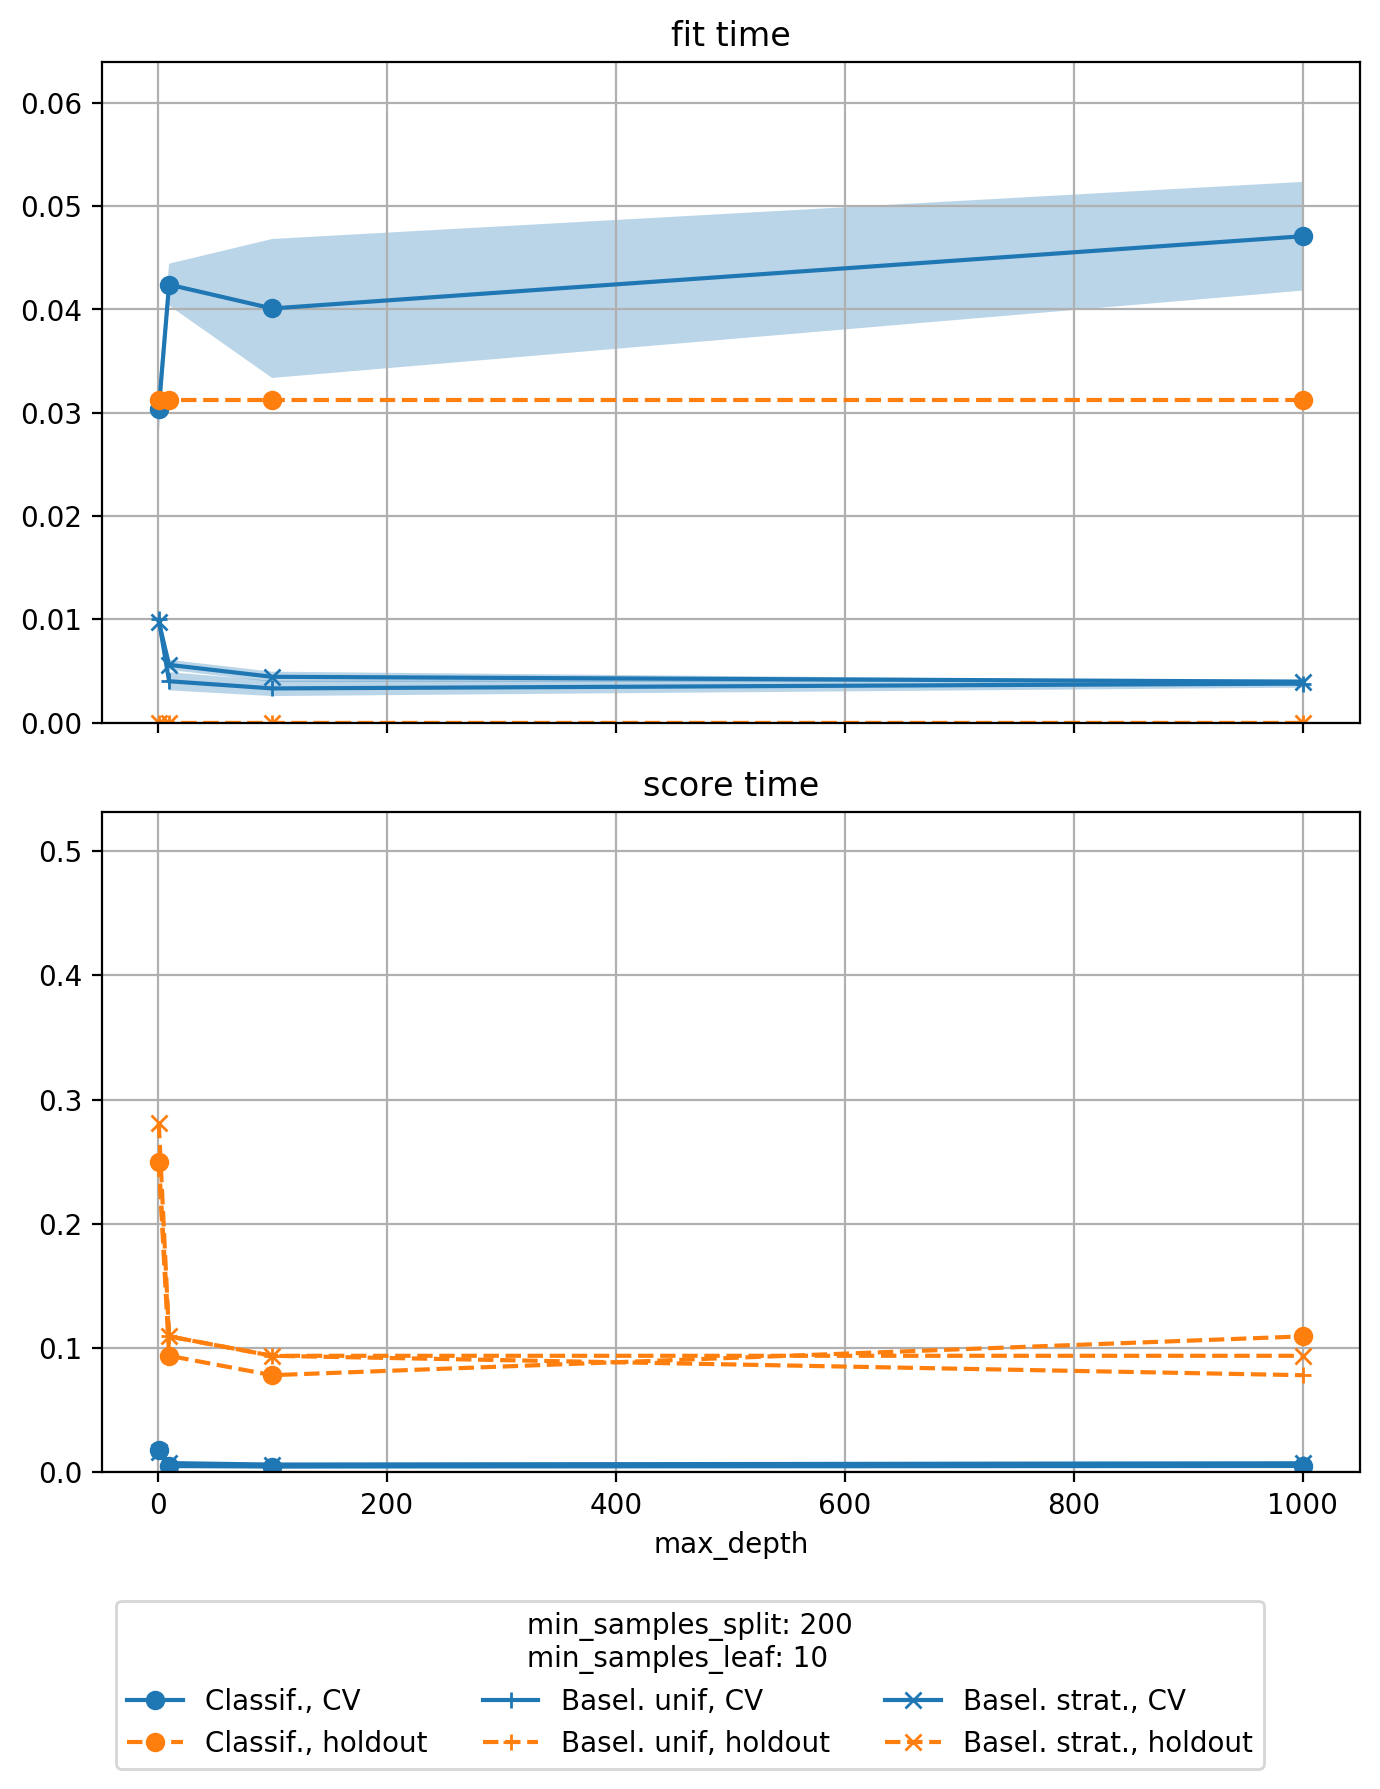 fit time
0.06
0.05
0.04
0.03
0.02
0.01
0.00
score time
0.5
0.4
0.3
0.2
0.1
0.0
0 200 400 600 800 1000
max_depth
min_samples_split: 200
min_samples_leaf: 10
Classif., CV Basel. unif, CV Basel. strat., CV
Classif., holdout Basel. unif, holdout Basel. strat., holdout